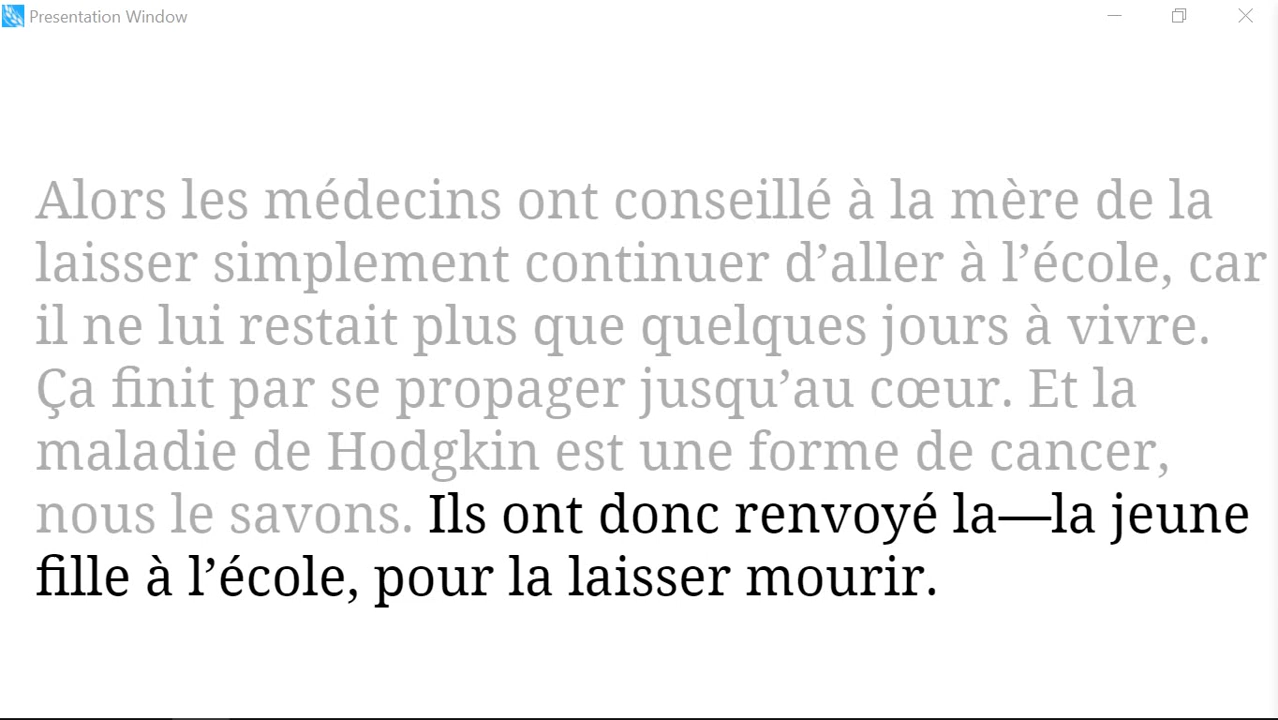 Presentation Window
Alors les médecins ont conseillé à la mère de la
laisser simplement continuer d’aller à l’école, car
il ne lui restait plus que quelques jours à vivre.
Ça finit par se propager jusqu’au cœur. Et la
maladie de Hodgkin est une forme de cancer,
nous le savons. Ils ont donc renvoyé la—la jeune
fille à l’école, pour la laisser mourir.